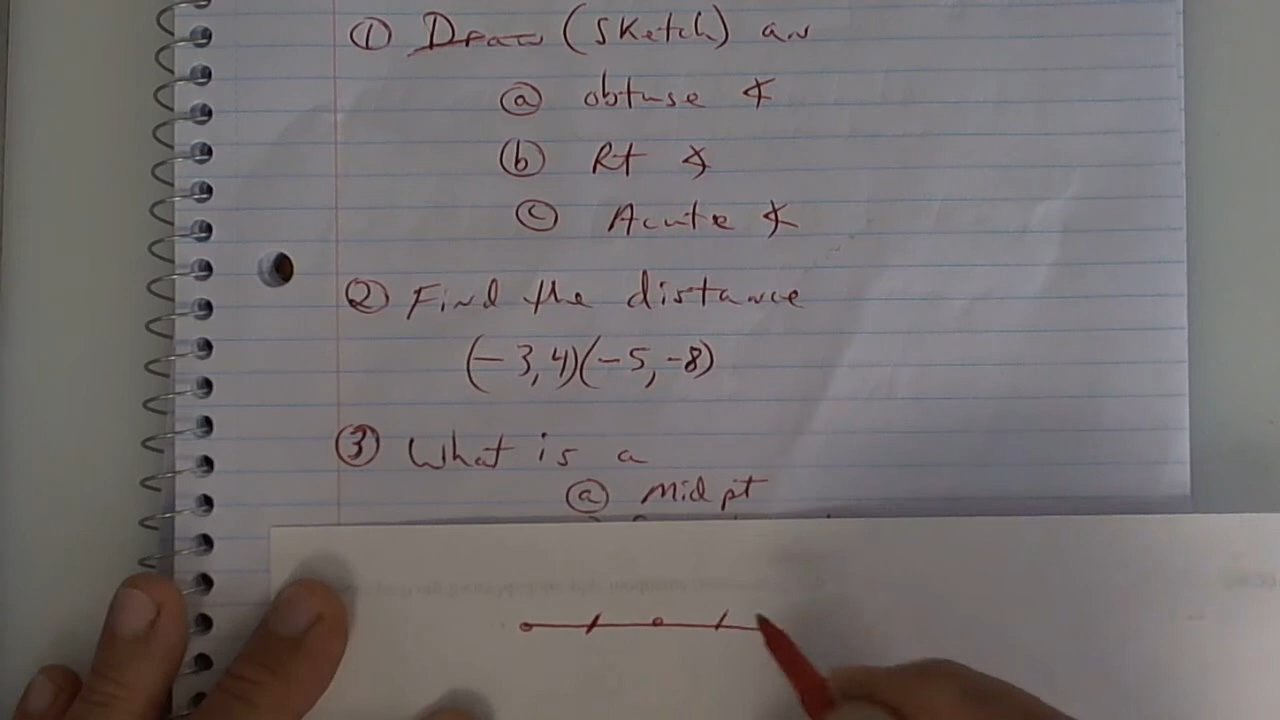 ① Draw (Sketch) an
ⓐ obtuse ∢
ⓑ Rt ∢
ⓒ Acute ∢
② Find the distance
(-3,4)(-5,-8)
③ What is a
ⓐ mid pt